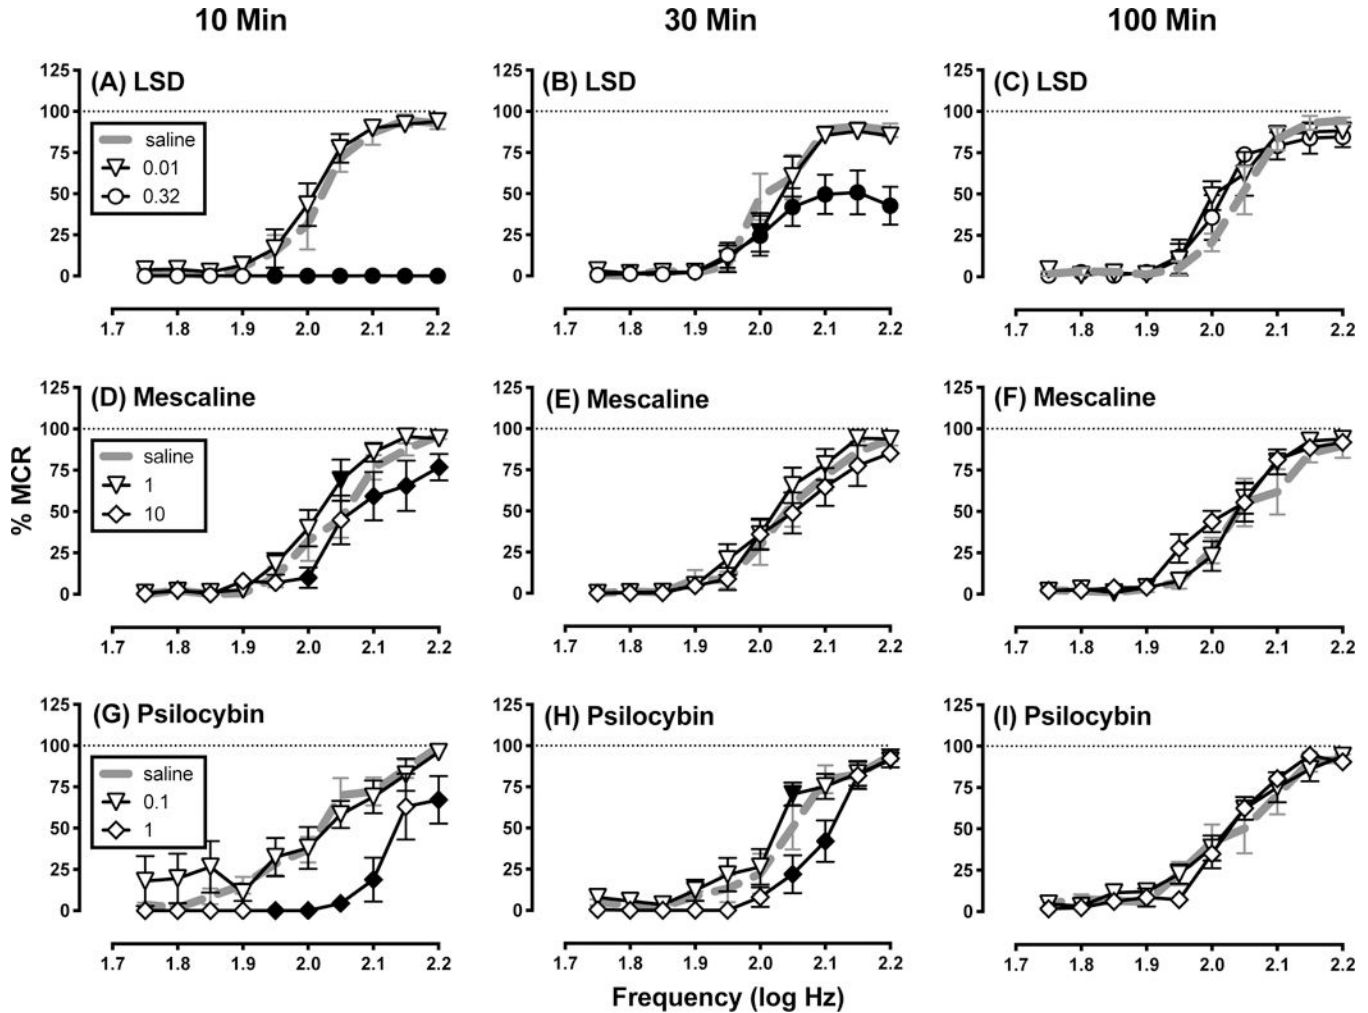 10 Min 30 Min 100 Min
(A) LSD
125
100
75
50
25
0
saline
0.01
0.32
1.7 1.8 1.9 2.0 2.1 2.2
(B) LSD
125
100
75
50
25
0
1.7 1.8 1.9 2.0 2.1 2.2
(C) LSD
125
100
75
50
25
0
1.7 1.8 1.9 2.0 2.1 2.2
% MCR
(D) Mescaline
125
100
75
50
25
0
saline
1
10
1.7 1.8 1.9 2.0 2.1 2.2
(E) Mescaline
125
100
75
50
25
0
1.7 1.8 1.9 2.0 2.1 2.2
(F) Mescaline
125
100
75
50
25
0
1.7 1.8 1.9 2.0 2.1 2.2
(G) Psilocybin
125
100
75
50
25
0
saline
0.1
1
1.7 1.8 1.9 2.0 2.1 2.2
(H) Psilocybin
125
100
75
50
25
0
1.7 1.8 1.9 2.0 2.1 2.2
(I) Psilocybin
125
100
75
50
25
0
1.7 1.8 1.9 2.0 2.1 2.2
Frequency (log Hz)